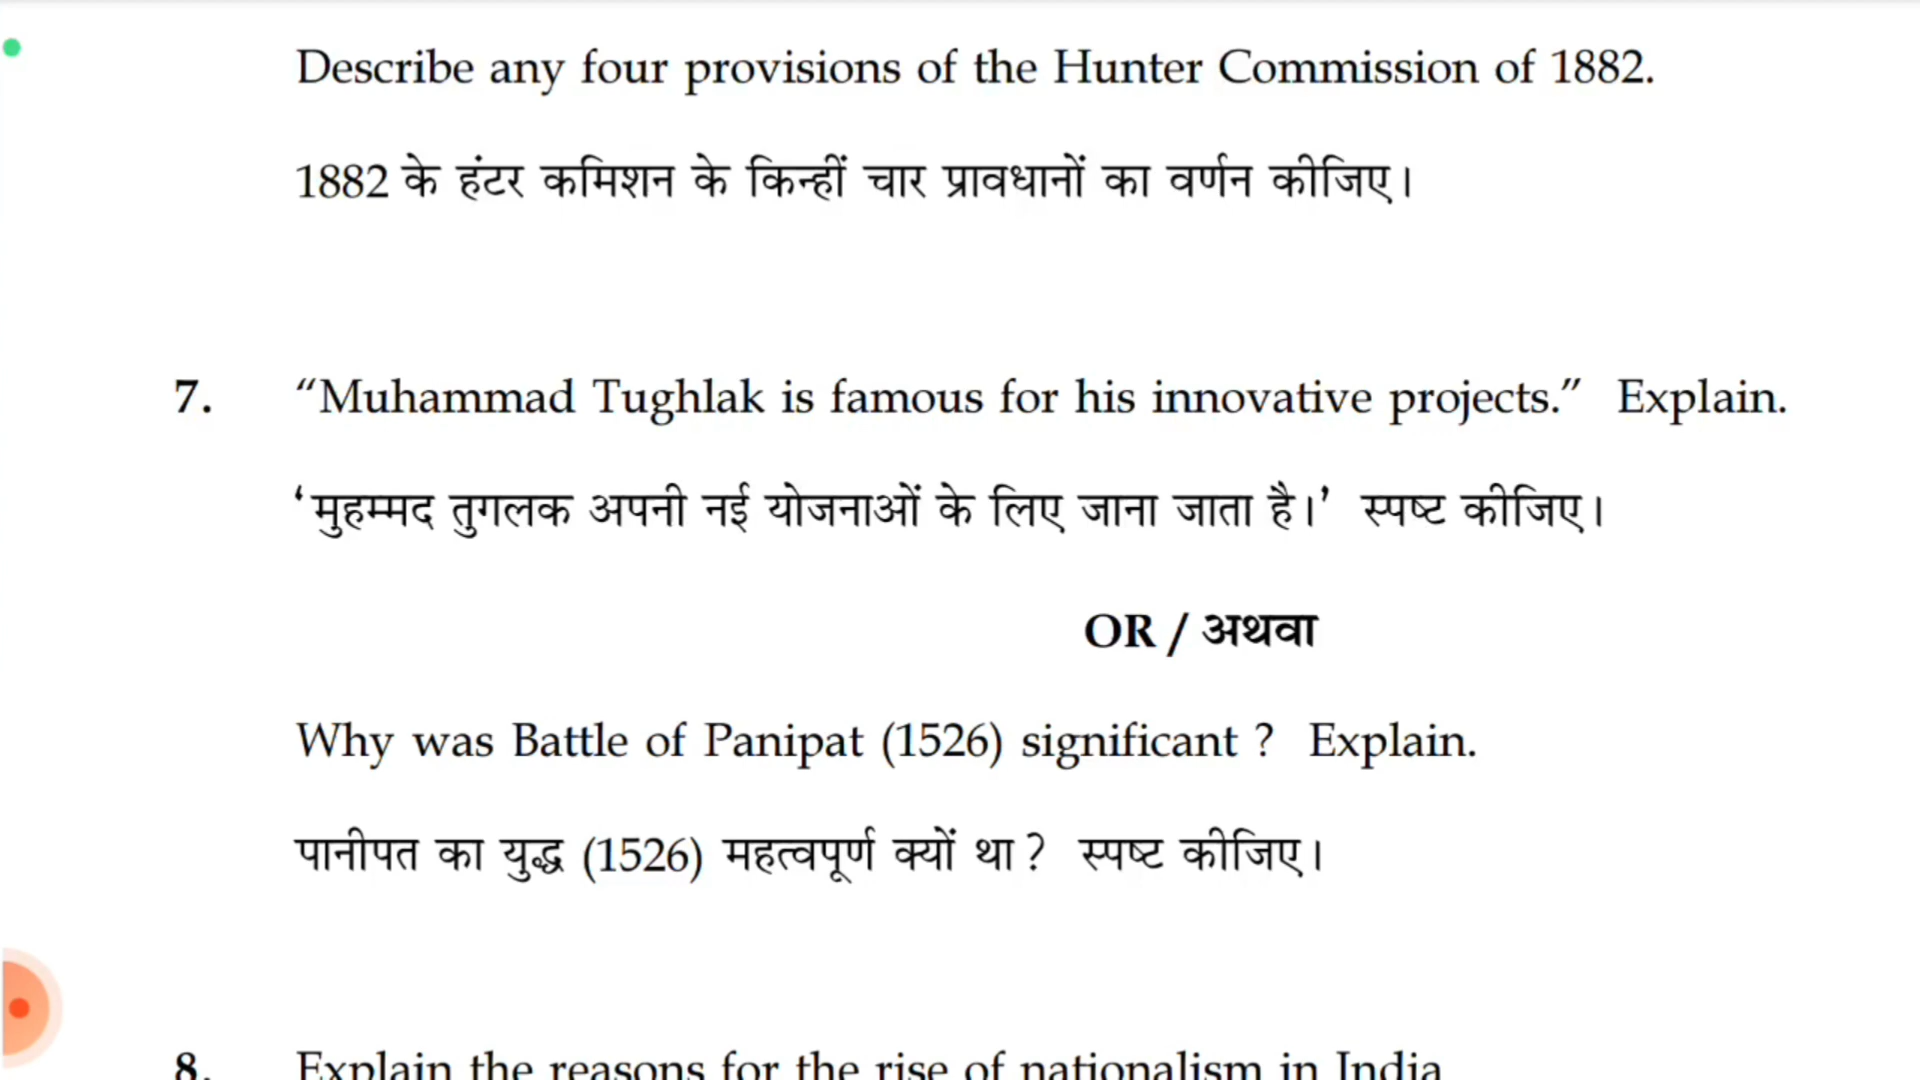 Describe any four provisions of the Hunter Commission of 1882.
1882 के हंटर कमिशन के किन्हीं चार प्रावधानों का वर्णन कीजिए।
7. “Muhammad Tughlak is famous for his innovative projects.” Explain.
‘मुहम्मद तुगलक अपनी नई योजनाओं के लिए जाना जाता है।’ स्पष्ट कीजिए।
OR / अथवा
Why was Battle of Panipat (1526) significant ? Explain.
पानीपत का युद्ध (1526) महत्वपूर्ण क्यों था ? स्पष्ट कीजिए।
8. Explain the reasons for the rise of nationalism in India